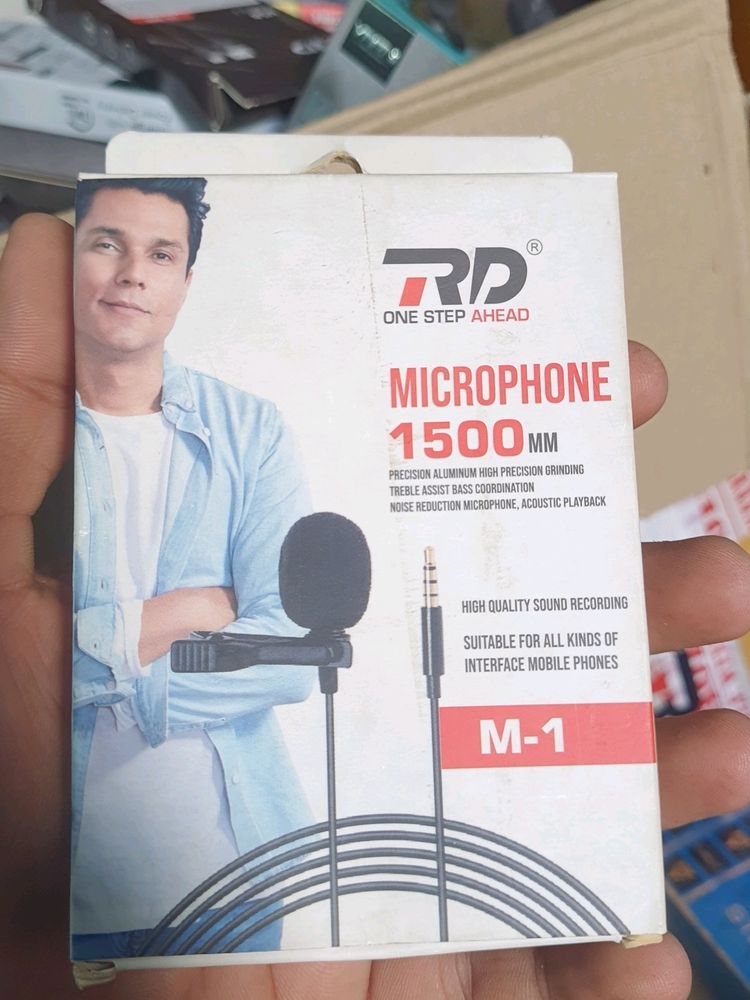 RD®
ONE STEP AHEAD
MICROPHONE
1500MM
PRECISION ALUMINUM HIGH PRECISION GRINDING
TREBLE ASSIST BASS COORDINATION
NOISE REDUCTION MICROPHONE, ACOUSTIC PLAYBACK
HIGH QUALITY SOUND RECORDING
SUITABLE FOR ALL KINDS OF
INTERFACE MOBILE PHONES
M-1